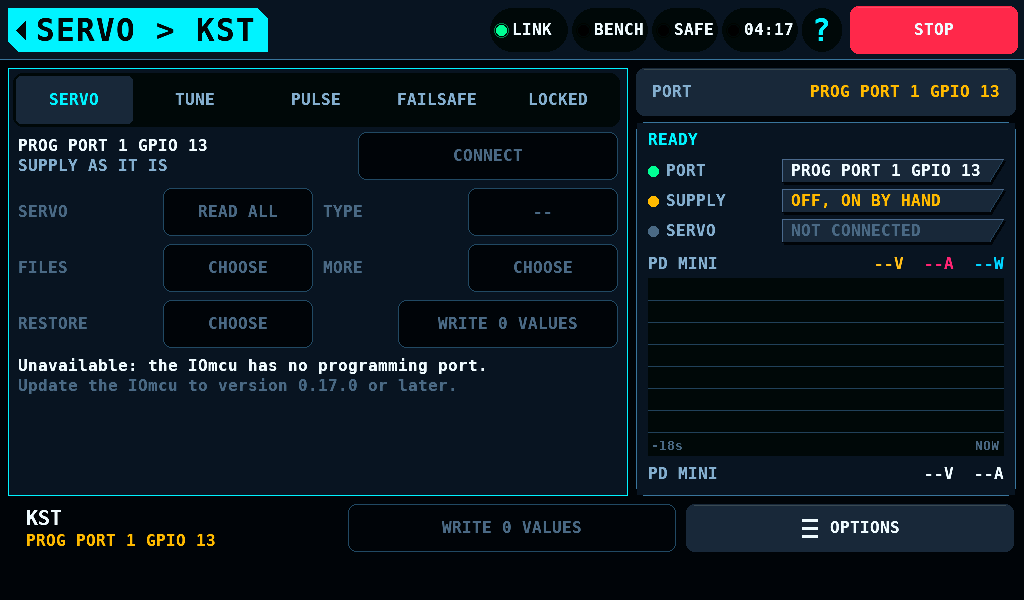 SERVO > KST
LINK
BENCH
SAFE
04:17
?
STOP
SERVO
TUNE
PULSE
FAILSAFE
LOCKED
PROG PORT 1 GPIO 13
SUPPLY AS IT IS
CONNECT
SERVO
READ ALL
TYPE
--
FILES
CHOOSE
MORE
CHOOSE
RESTORE
CHOOSE
WRITE 0 VALUES
Unavailable: the IOmcu has no programming port.
Update the IOmcu to version 0.17.0 or later.
PORT
PROG PORT 1 GPIO 13
READY
PORT
PROG PORT 1 GPIO 13
SUPPLY
OFF, ON BY HAND
SERVO
NOT CONNECTED
PD MINI
--V --A --W
-18s
NOW
PD MINI
--V --A
KST
PROG PORT 1 GPIO 13
WRITE 0 VALUES
OPTIONS